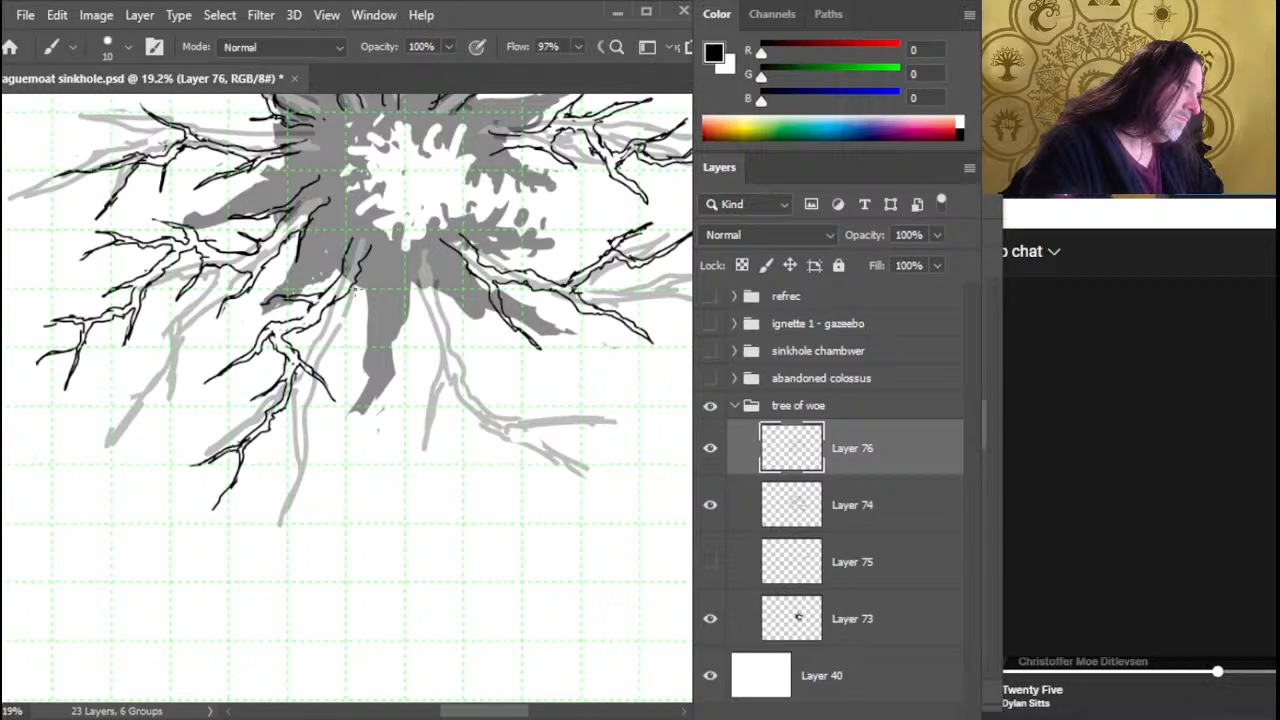 File Edit Image Layer Type Select Filter 3D View Window Help
10 Mode: Normal Opacity: 100% Flow: 97%
aguemoat sinkhole.psd @ 19.2% (Layer 76, RGB/8#) * ×
Color Channels Paths
R 0
G 0
B 0
Layers
Kind
Normal Opacity: 100%
Lock: Fill: 100%
refrec
ignette 1 - gazeebo
sinkhole chambwer
abandoned colossus
tree of woe
Layer 76
Layer 74
Layer 75
Layer 73
Layer 40
19% 23 Layers, 6 Groups
chat
Christoffer Moe Ditlevsen
Twenty Five
Dylan Sitts